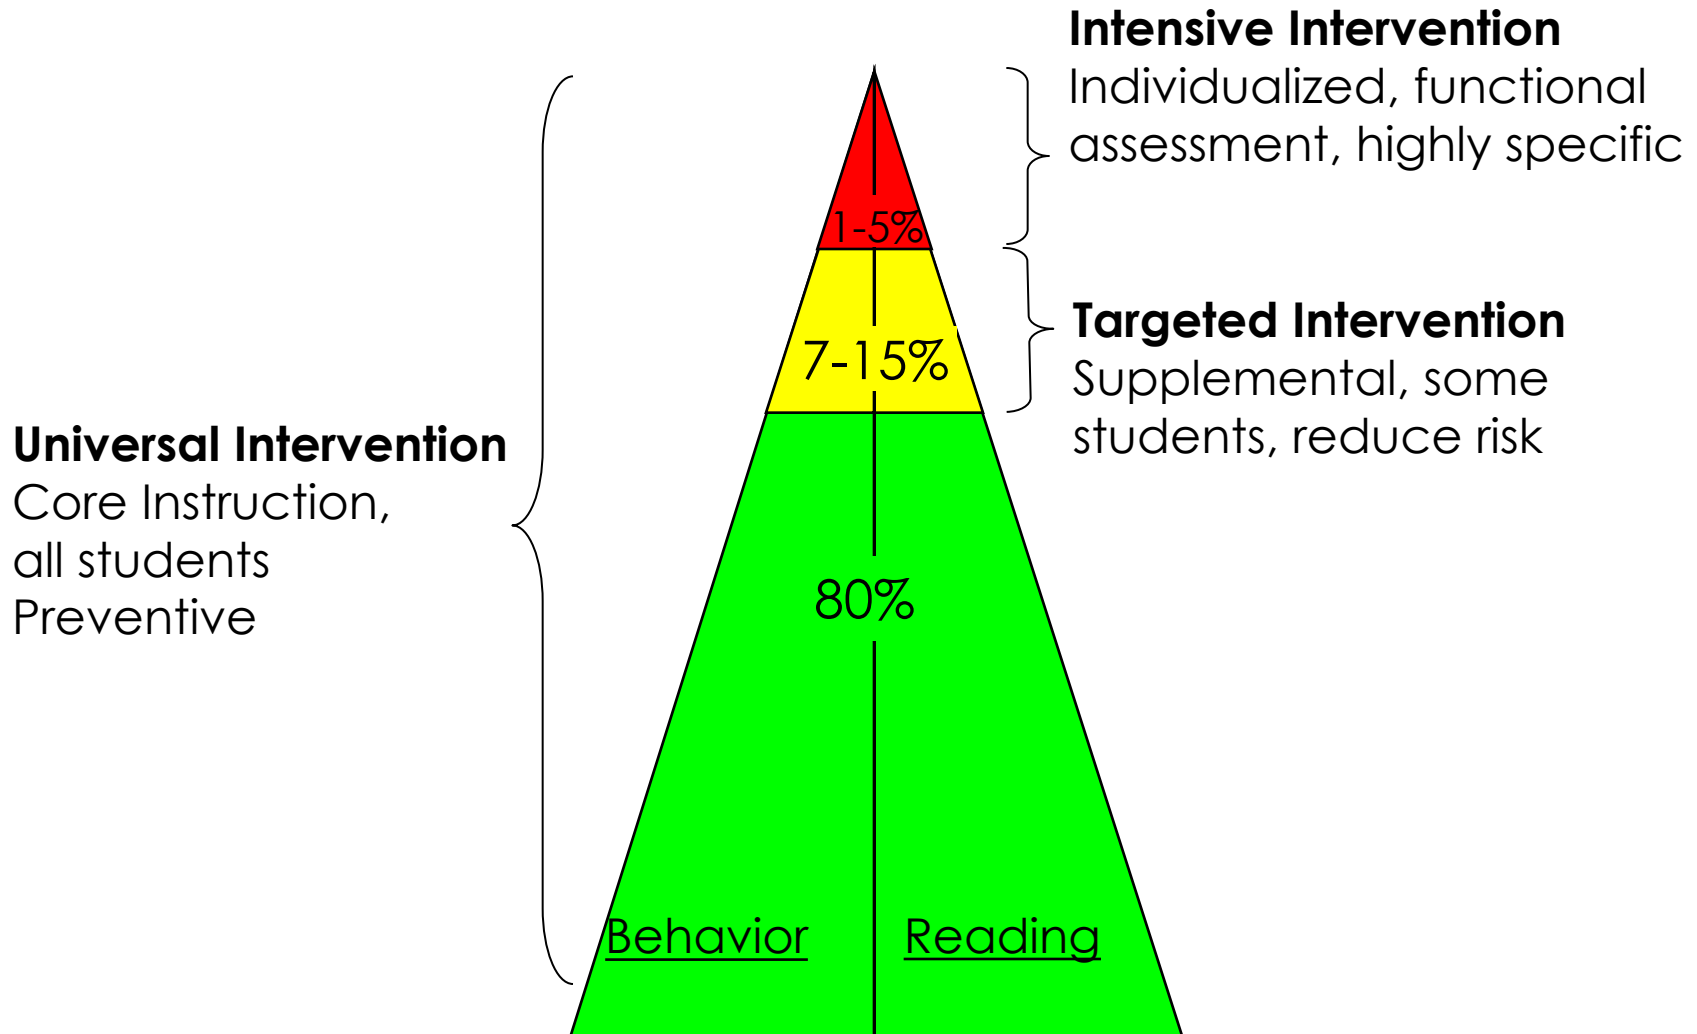 Intensive Intervention
Individualized, functional
assessment, highly specific
1-5%
Targeted Intervention
Supplemental, some
students, reduce risk
7-15%
Universal Intervention
Core Instruction,
all students
Preventive
80%
Behavior
Reading